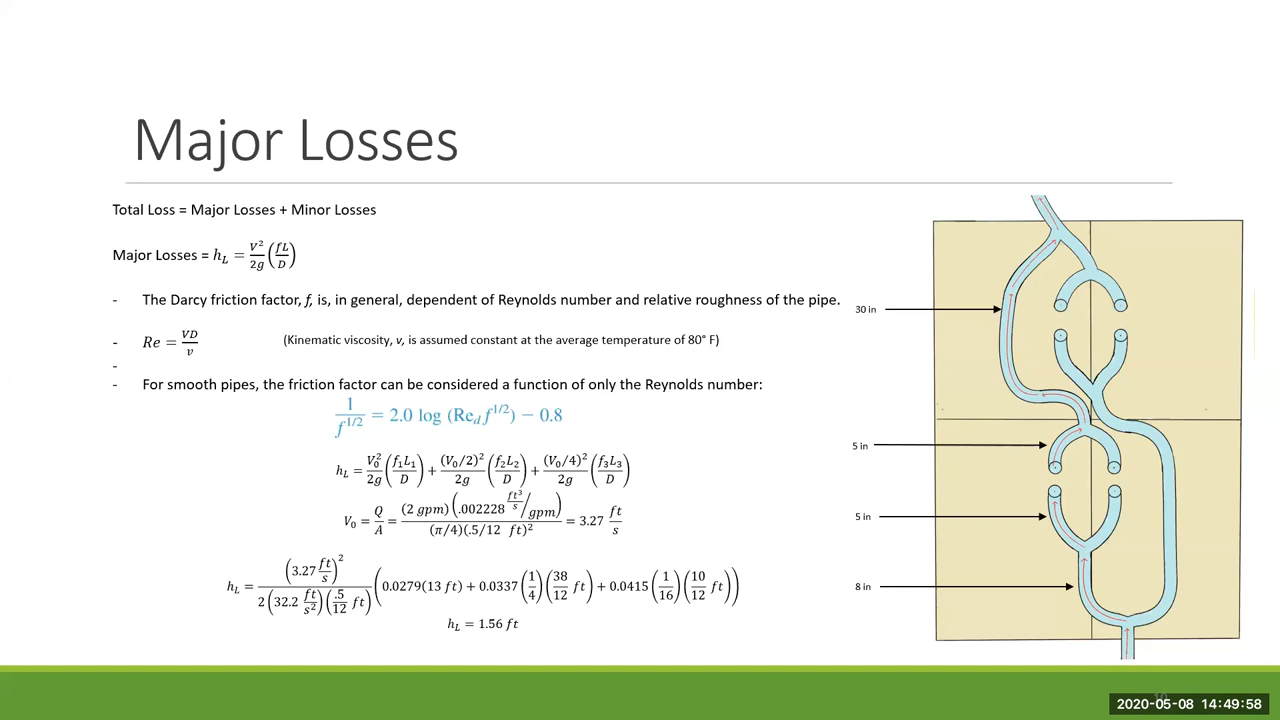 Major Losses
Total Loss = Major Losses + Minor Losses
Major Losses = h_L = V²/2g (fL/D)
- The Darcy friction factor, f, is, in general, dependent of Reynolds number and relative roughness of the pipe.
- Re = VD/v (Kinematic viscosity, v, is assumed constant at the average temperature of 80° F)
-
- For smooth pipes, the friction factor can be considered a function of only the Reynolds number:
1/f^1/2 = 2.0 log (Re_d f^1/2) − 0.8
h_L = V₀²/2g (f₁L₁/D) + (V₀/2)²/2g (f₂L₂/D) + (V₀/4)²/2g (f₃L₃/D)
V₀ = Q/A = (2 gpm)(.002228 ft³/s / gpm) / (π/4)(.5/12 ft)² = 3.27 ft/s
h_L = (3.27 ft/s)² / 2(32.2 ft/s²)(.5/12 ft) (0.0279(13 ft) + 0.0337(1/4)(38/12 ft) + 0.0415(1/16)(10/12 ft))
h_L = 1.56 ft
30 in
5 in
5 in
8 in
2020-05-08 14:49:58